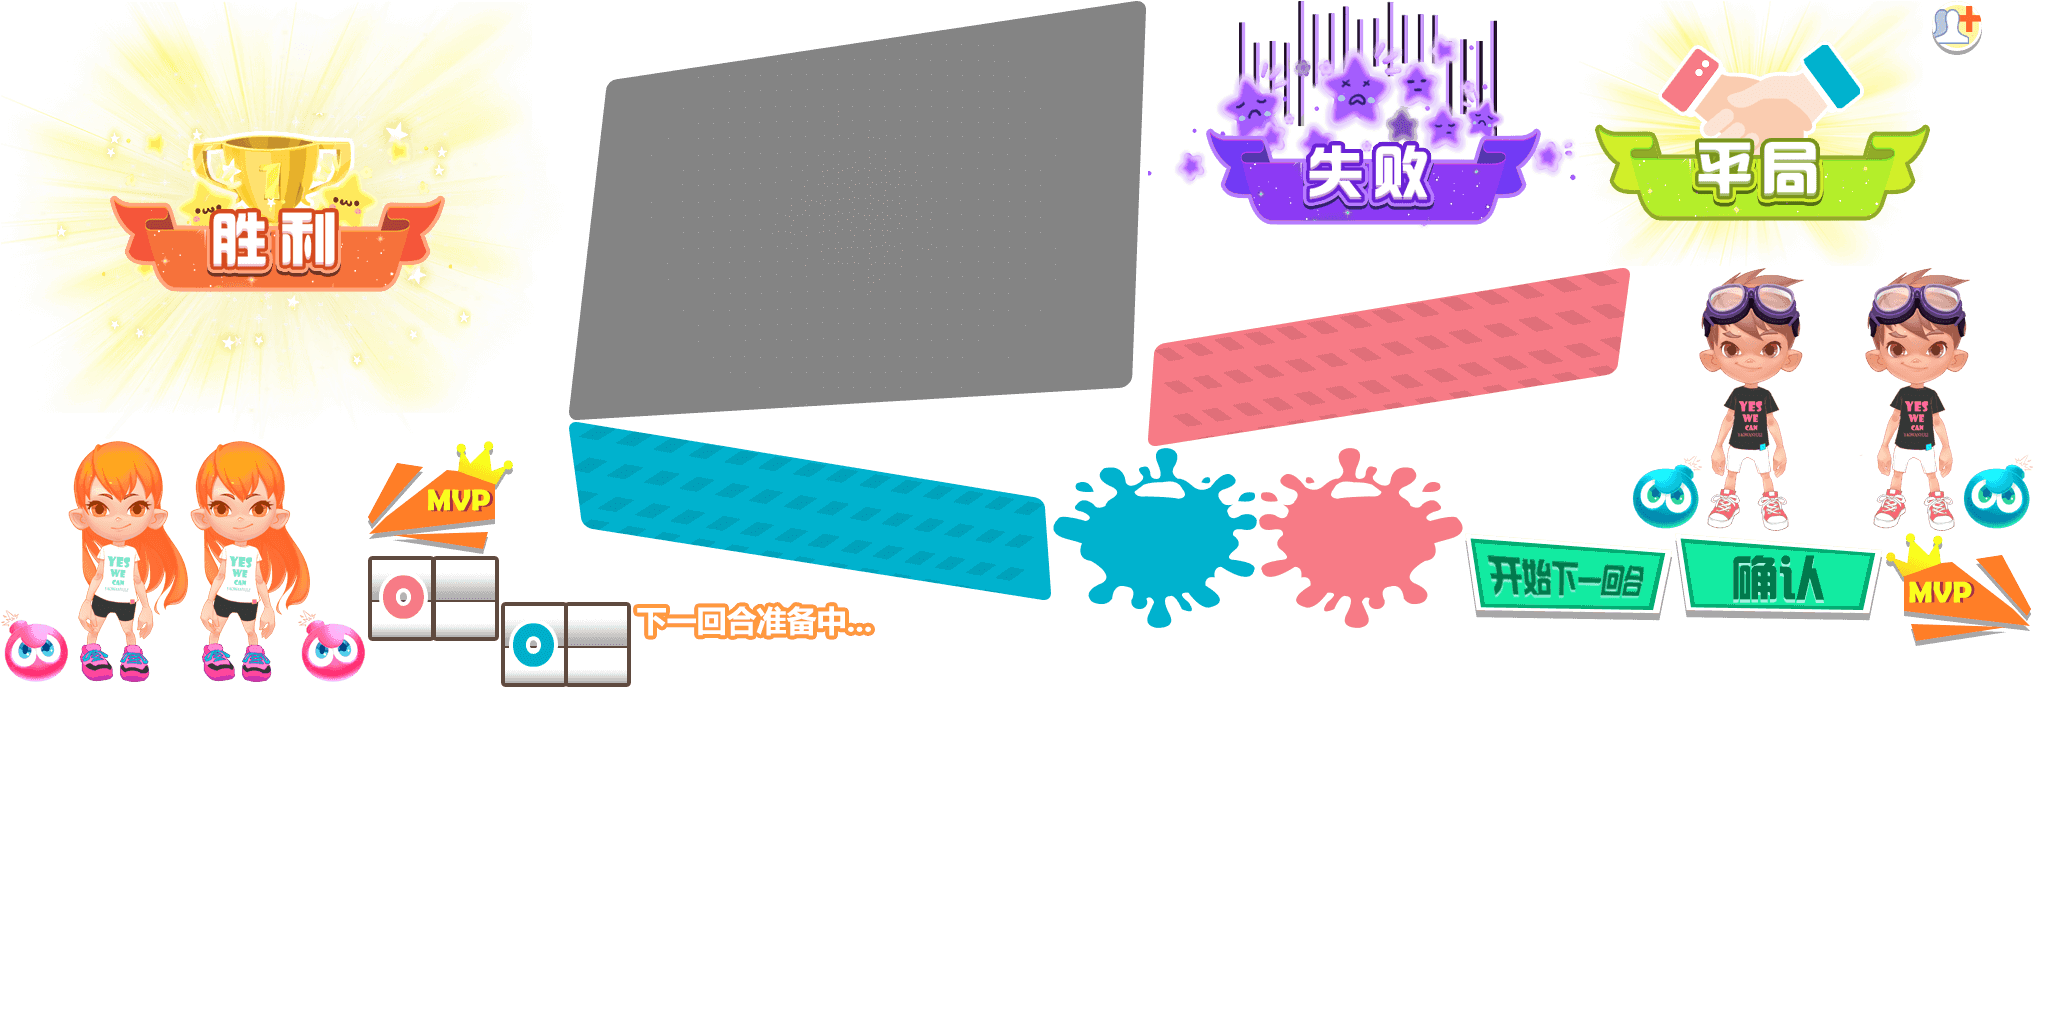 1
胜利
失败
平局
YES
WE
CAN
YES
WE
CAN
YES
WE
CAN
YES
WE
CAN
MVP
开始下一回合
确认
MVP
下一回合准备中...